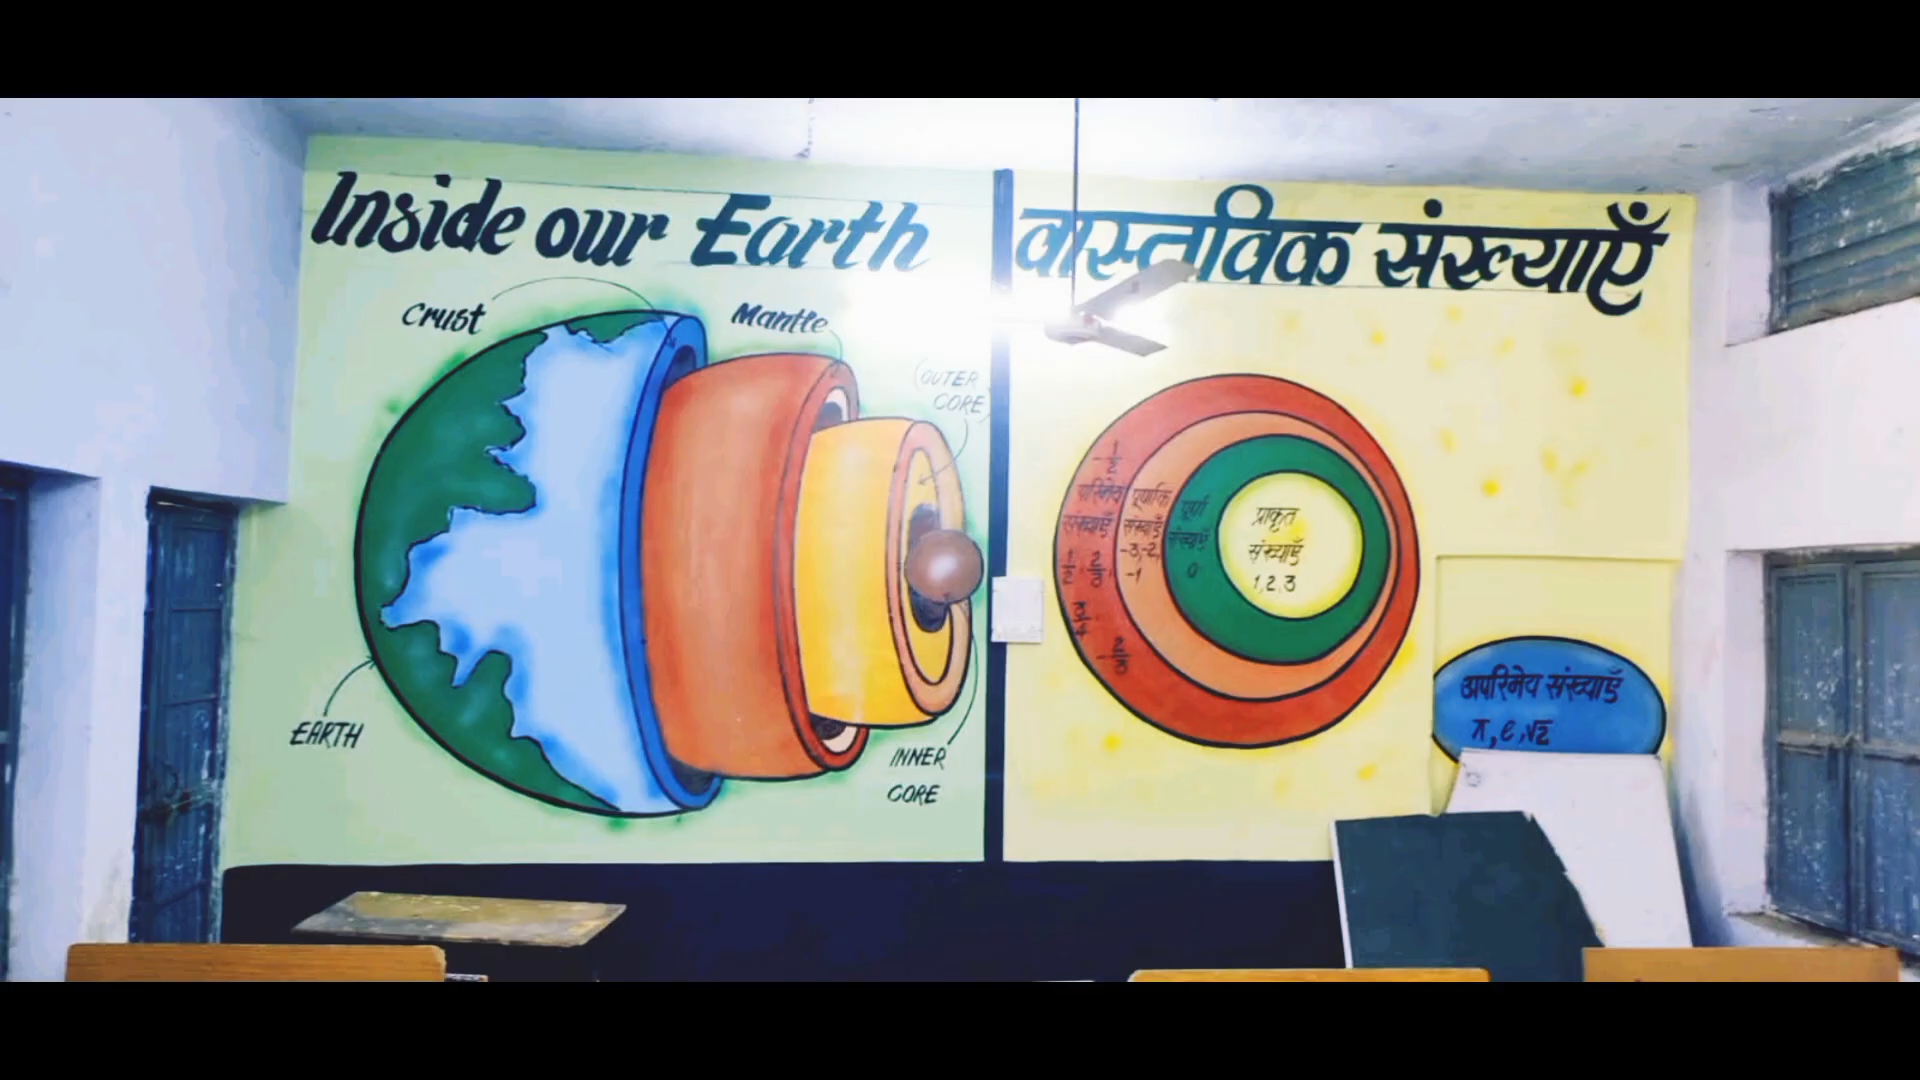 Inside our Earth
Crust
Mantle
(OUTER
CORE)
EARTH
INNER
CORE
वास्तविक संख्याएँ
परिमेय
संख्याएँ
पूर्णांक
संख्याएँ
-3,-2,
-1
पूर्ण
संख्याएँ
0
प्राकृत
संख्याएँ
1,2,3
अपरिमेय संख्याएँ
π, e, √2